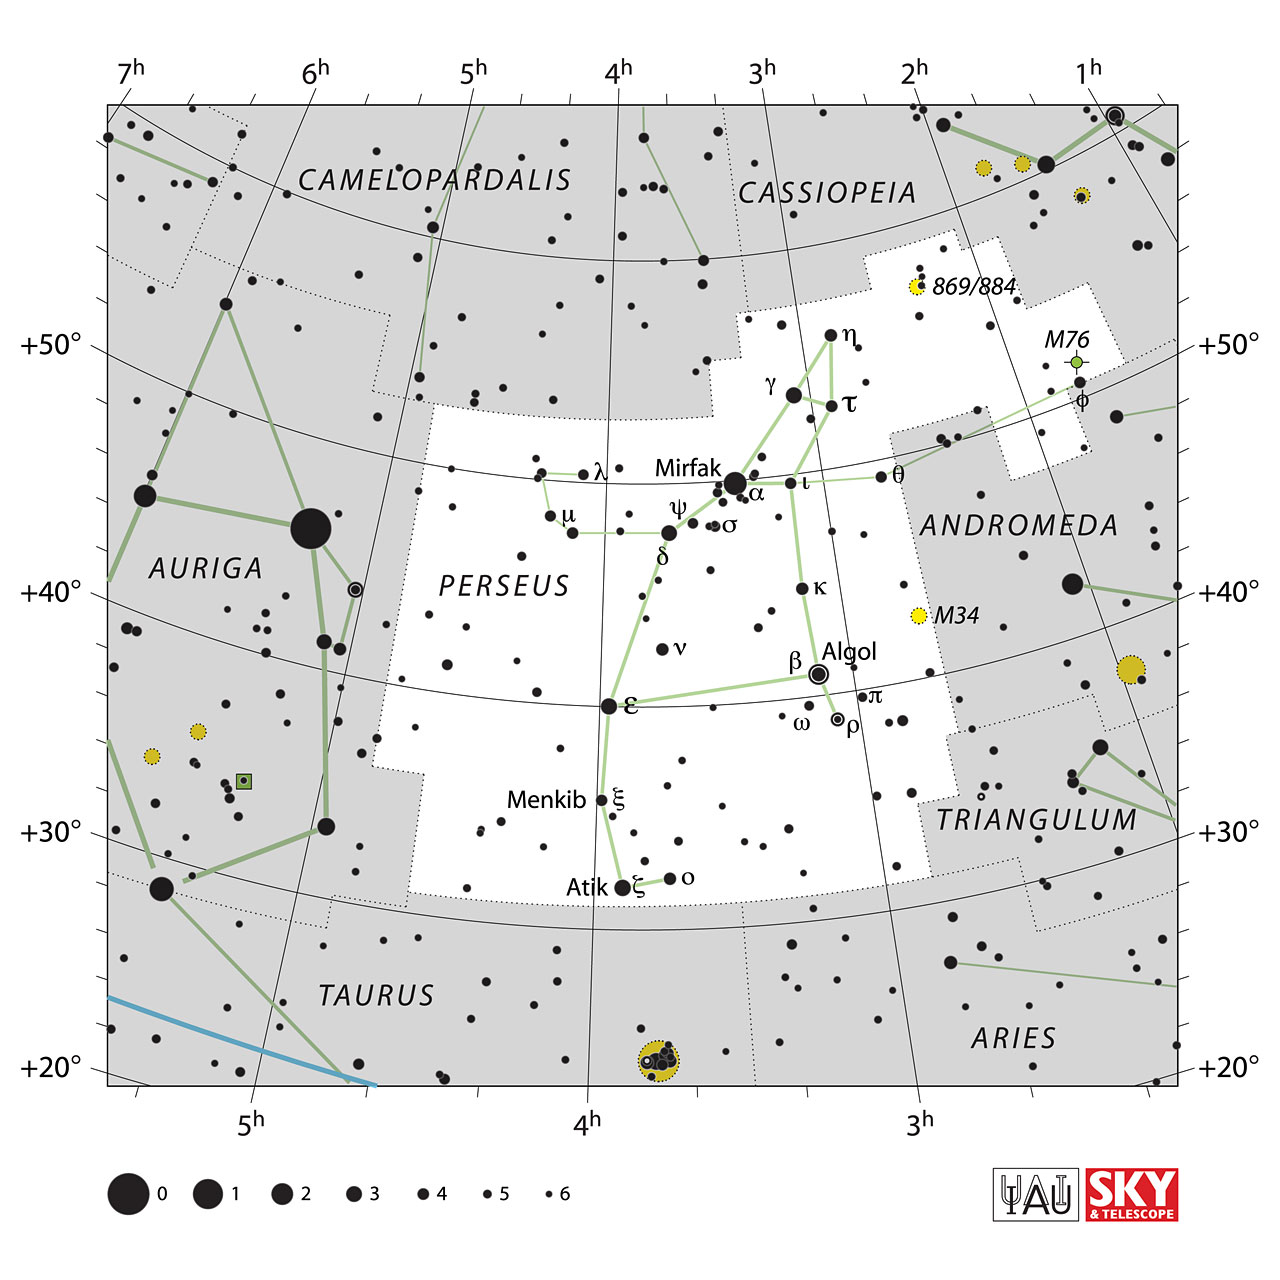 7h 6h 5h 4h 3h 2h 1h
CAMELOPARDALIS
CASSIOPEIA
869/884
+50° +50°
η
M76
γ
τ
φ
Mirfak
α
λ
ι
θ
μ
ψ
σ
δ
ANDROMEDA
AURIGA
PERSEUS
+40° +40°
κ
M34
ν
β
Algol
ε
π
ω
ρ
Menkib
ξ
TRIANGULUM
+30° +30°
Atik
ζ
ο
TAURUS
ARIES
+20° +20°
5h 4h 3h
0 1 2 3 4 5 6
IAU
SKY
& TELESCOPE